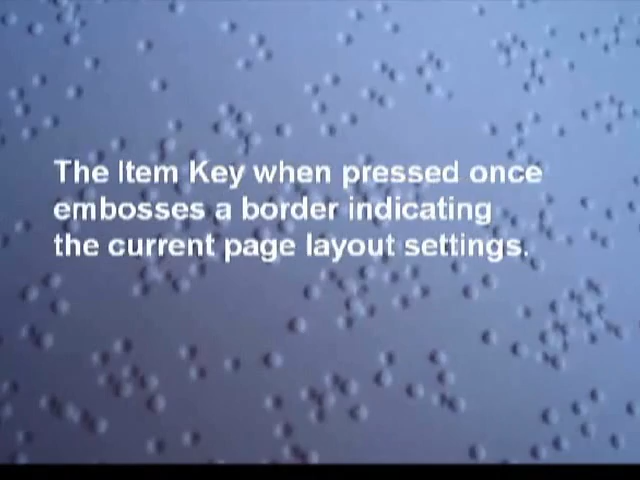 The Item Key when pressed once
embosses a border indicating
the current page layout settings.